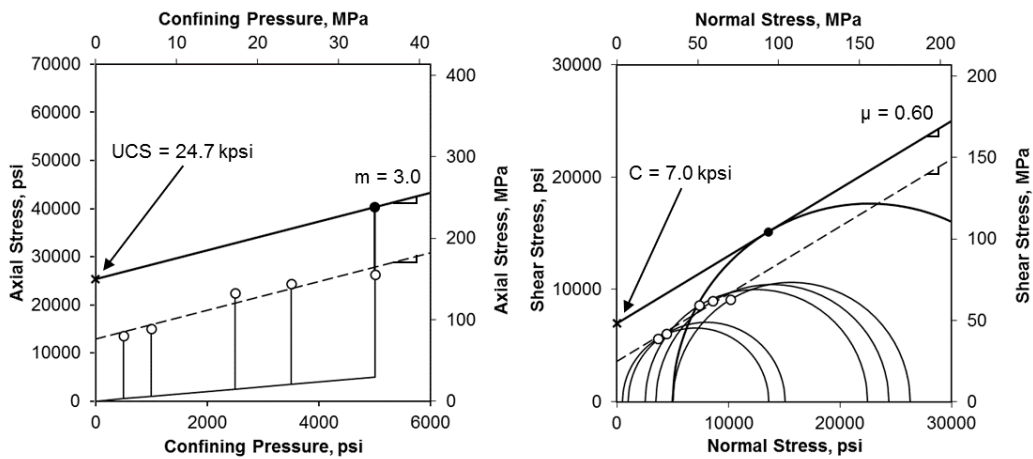 Confining Pressure, MPa
0 10 20 30 40
70000
60000
50000
40000
30000
20000
10000
0
Axial Stress, psi
UCS = 24.7 kpsi
m = 3.0
400
300
200
100
0
Axial Stress, MPa
0 2000 4000 6000
Confining Pressure, psi
Normal Stress, MPa
0 50 100 150 200
30000
20000
10000
0
Shear Stress, psi
μ = 0.60
C = 7.0 kpsi
200
150
100
50
0
Shear Stress, MPa
0 10000 20000 30000
Normal Stress, psi